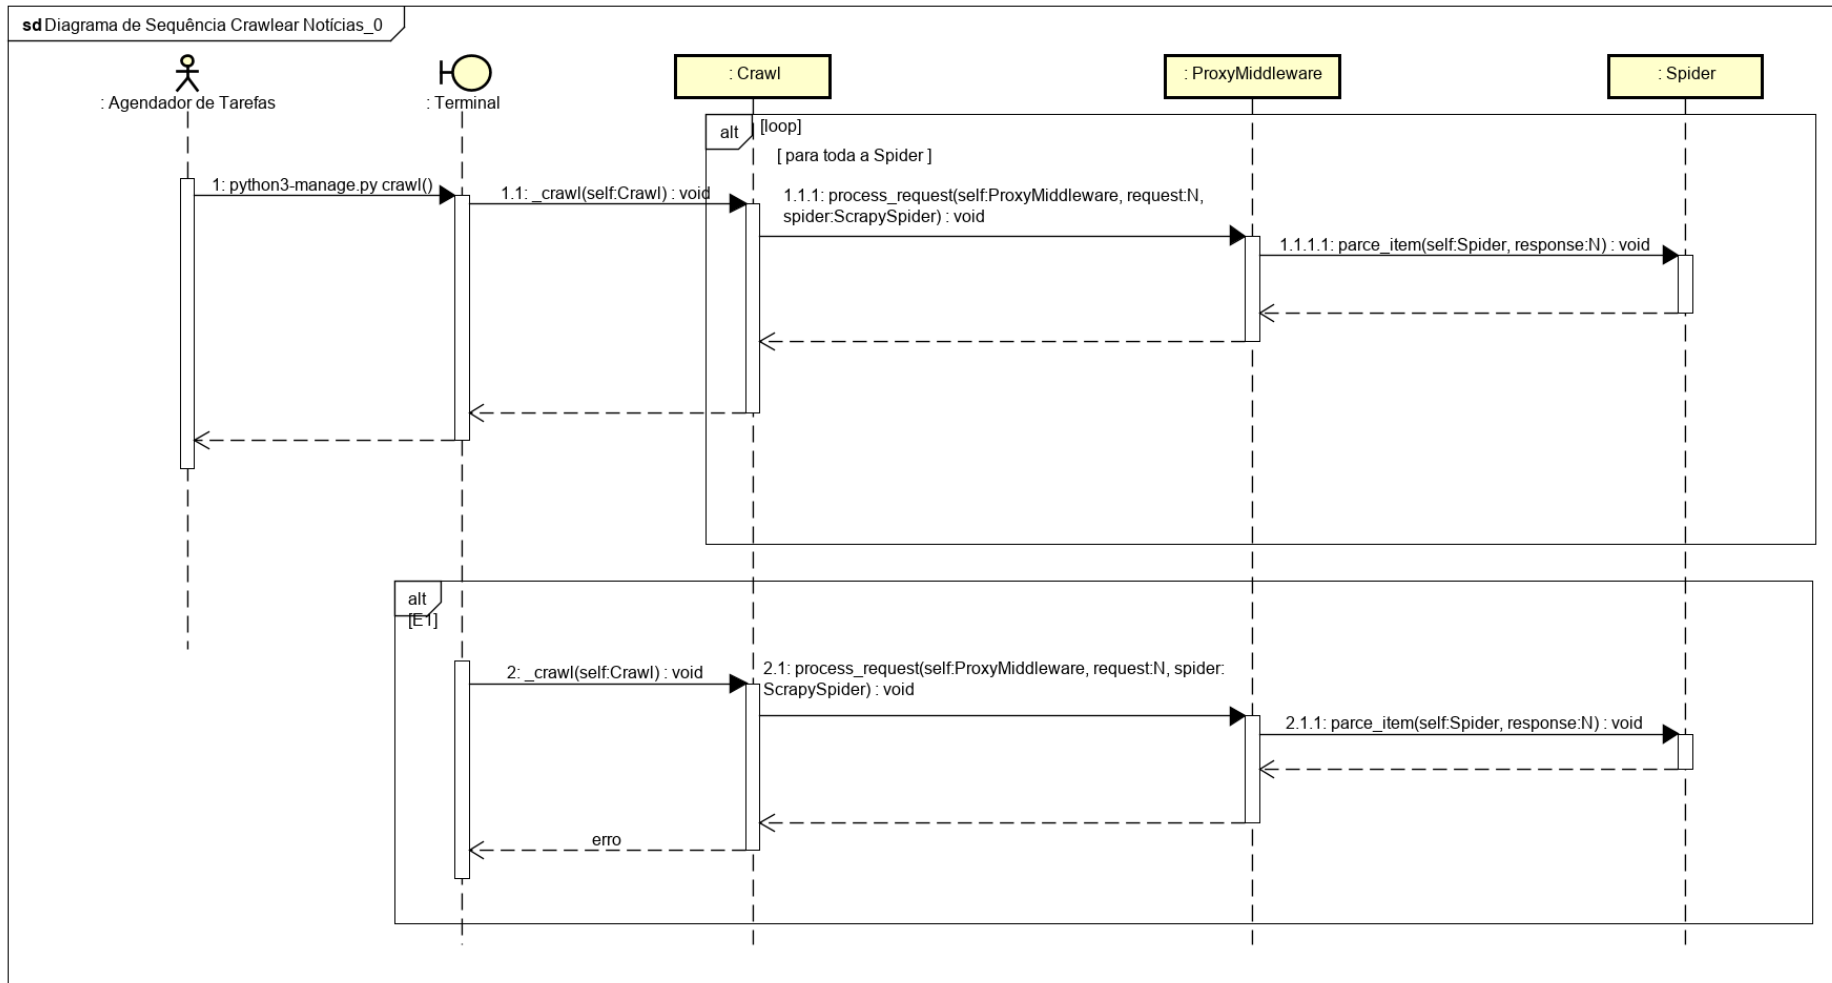 sd Diagrama de Sequência Crawlear Notícias_0
: Agendador de Tarefas
: Terminal
: Crawl
: ProxyMiddleware
: Spider
alt
[loop]
[ para toda a Spider ]
1: python3-manage.py crawl()
1.1: _crawl(self:Crawl) : void
1.1.1: process_request(self:ProxyMiddleware, request:N,
spider:ScrapySpider) : void
1.1.1.1: parce_item(self:Spider, response:N) : void
alt
[E1]
2: _crawl(self:Crawl) : void
2.1: process_request(self:ProxyMiddleware, request:N, spider:
ScrapySpider) : void
2.1.1: parce_item(self:Spider, response:N) : void
erro